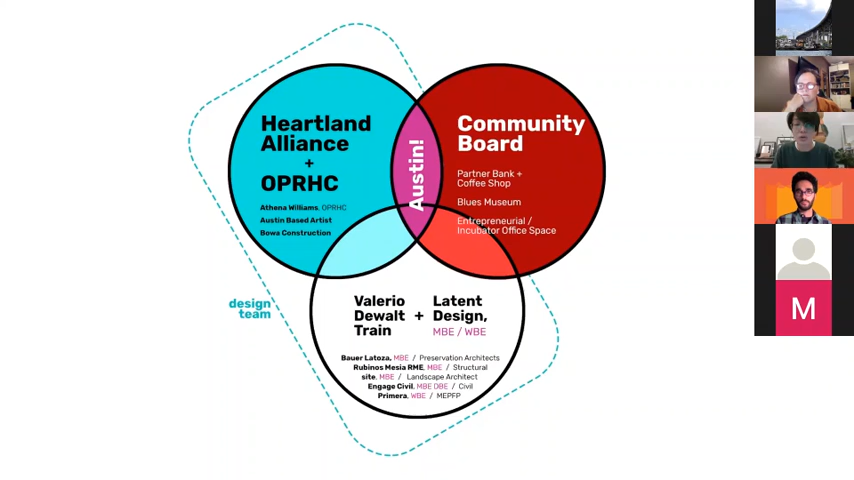 Heartland
Alliance
+
OPRHC
Athena Williams, OPRHC
Austin Based Artist
Bowa Construction
Austin!
Community
Board
Partner Bank +
Coffee Shop
Blues Museum
Entrepreneurial /
Incubator Office Space
design
team
Valerio
Dewalt
Train
+
Latent
Design,
MBE / WBE
Bauer Latoza, MBE / Preservation Architects
Rubinos Mesia RME, MBE / Structural
site, MBE / Landscape Architect
Engage Civil, MBE DBE / Civil
Primera, WBE / MEPFP
M